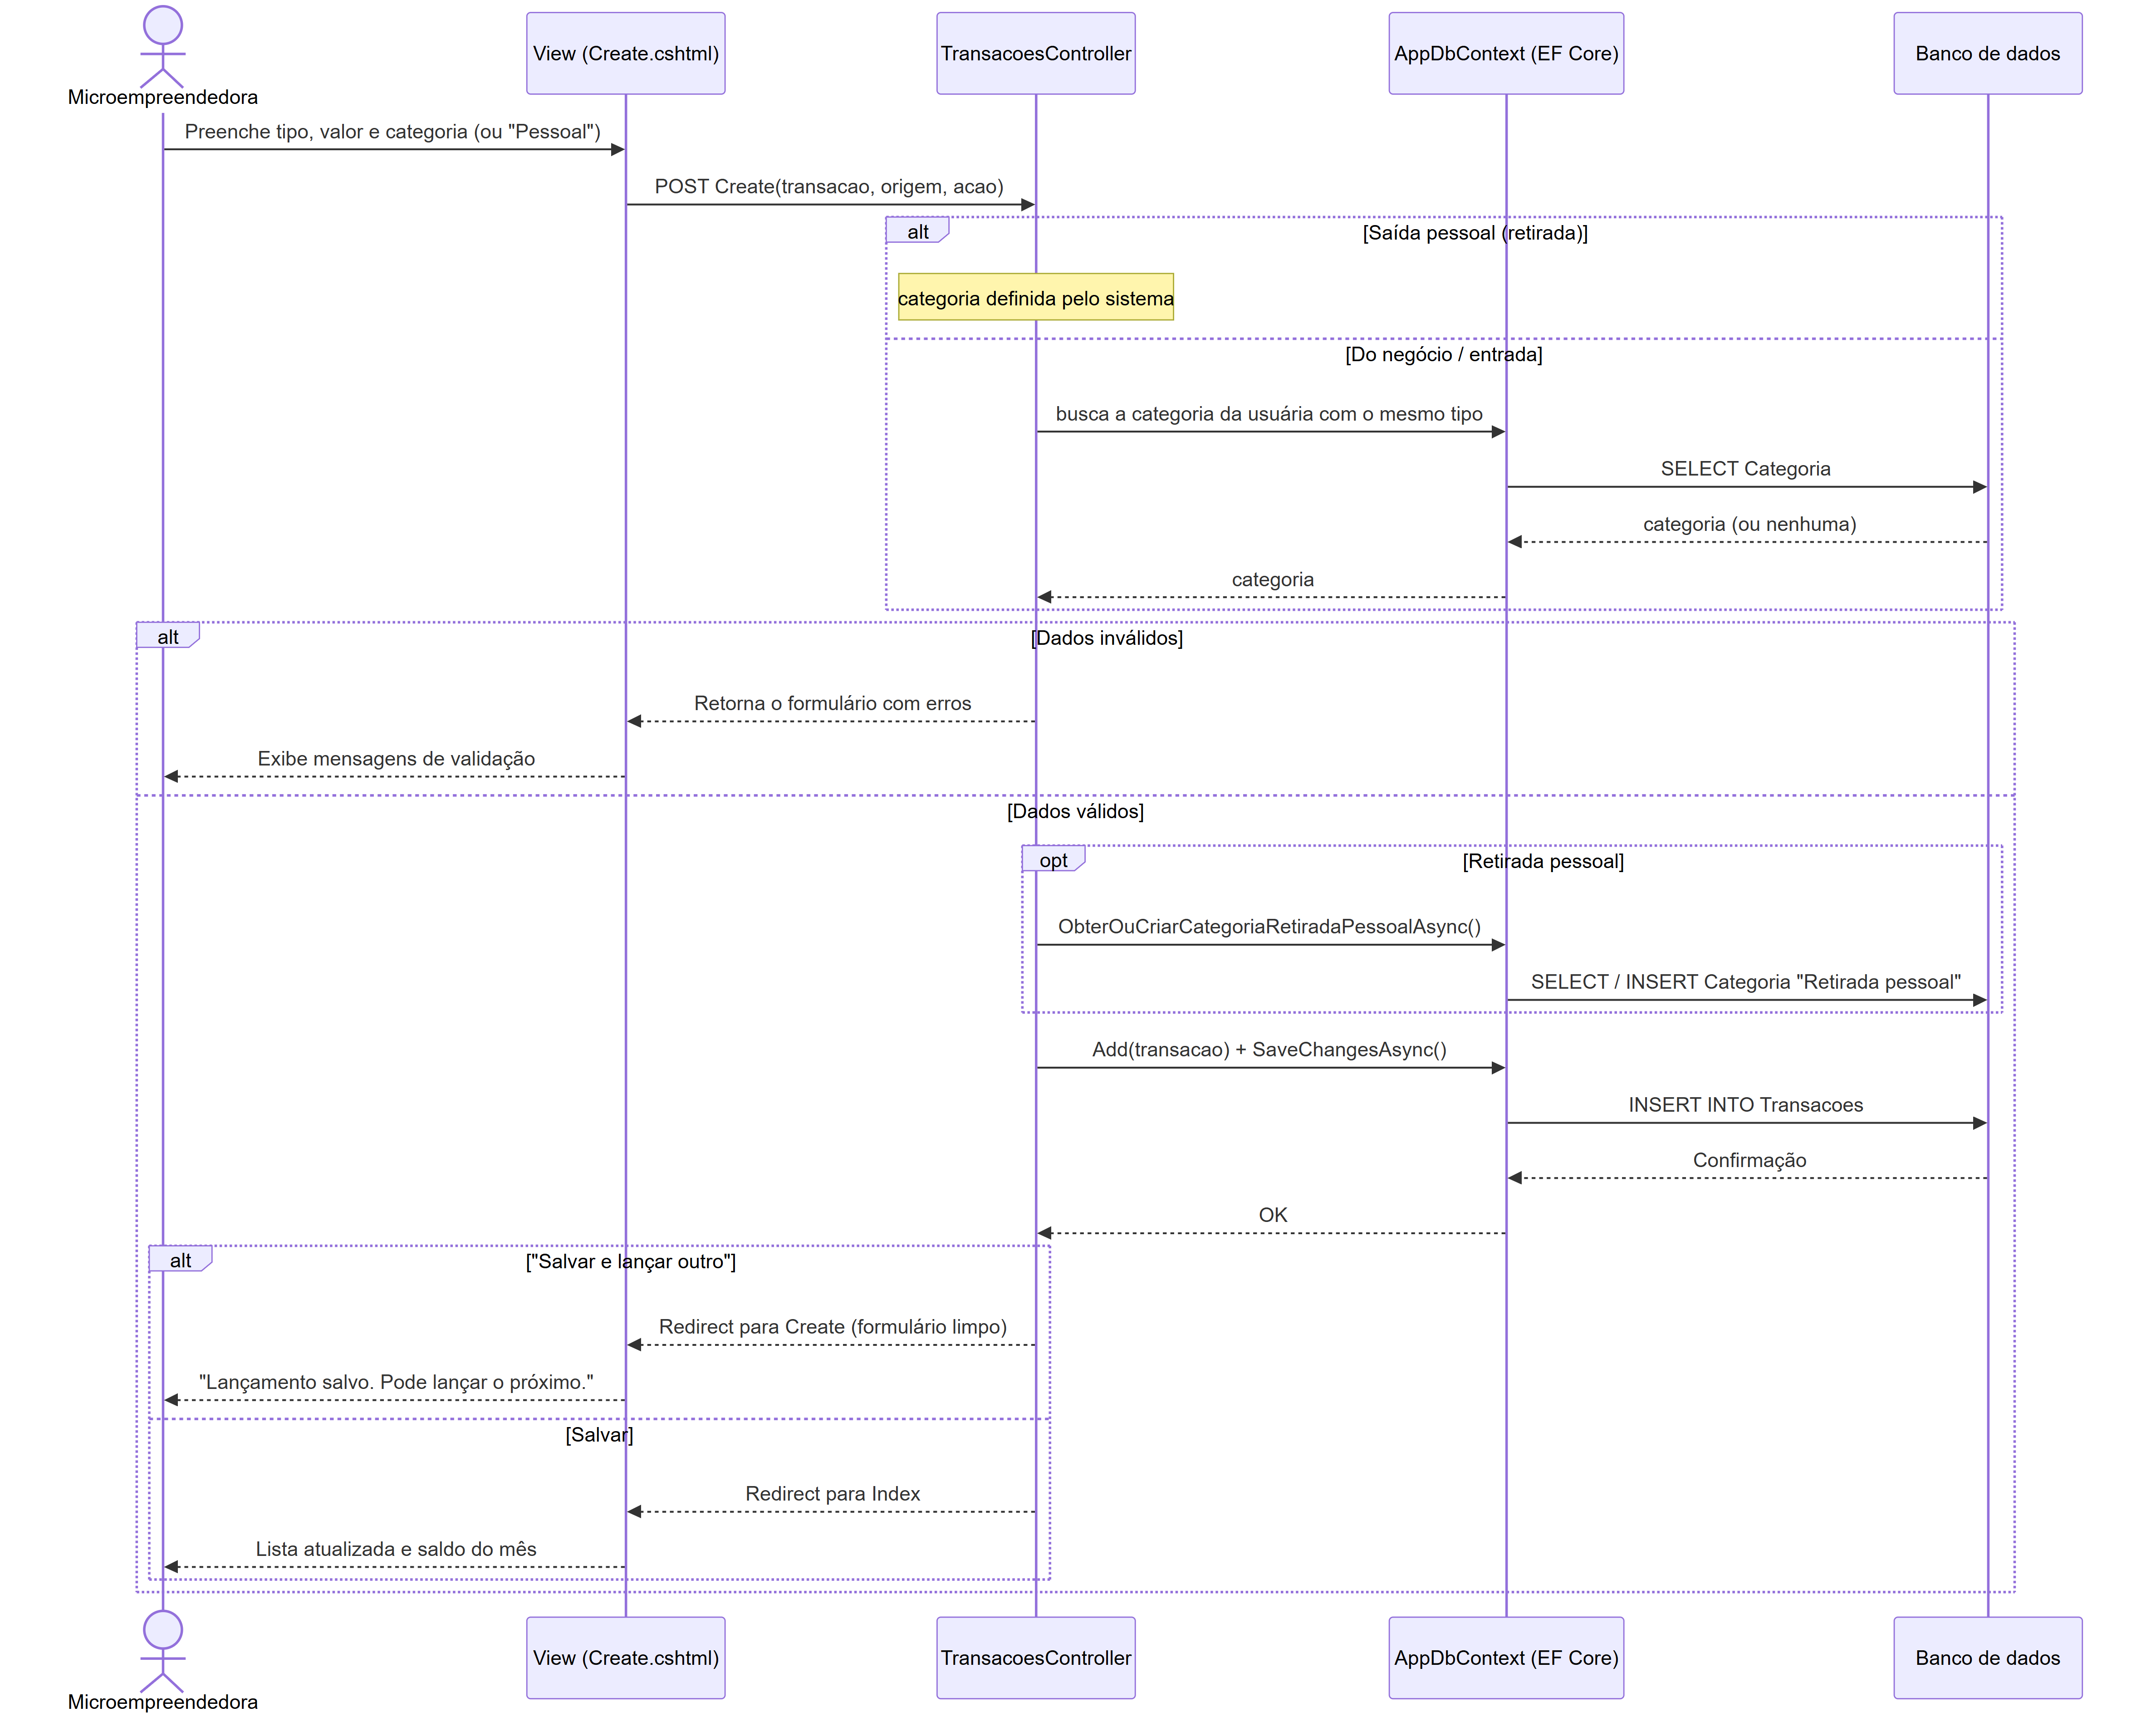 Microempreendedora
View (Create.cshtml)
TransacoesController
AppDbContext (EF Core)
Banco de dados
Preenche tipo, valor e categoria (ou "Pessoal")
POST Create(transacao, origem, acao)
alt
[Saída pessoal (retirada)]
categoria definida pelo sistema
[Do negócio / entrada]
busca a categoria da usuária com o mesmo tipo
SELECT Categoria
categoria (ou nenhuma)
categoria
alt
[Dados inválidos]
Retorna o formulário com erros
Exibe mensagens de validação
[Dados válidos]
opt
[Retirada pessoal]
ObterOuCriarCategoriaRetiradaPessoalAsync()
SELECT / INSERT Categoria "Retirada pessoal"
Add(transacao) + SaveChangesAsync()
INSERT INTO Transacoes
Confirmação
OK
alt
["Salvar e lançar outro"]
Redirect para Create (formulário limpo)
"Lançamento salvo. Pode lançar o próximo."
[Salvar]
Redirect para Index
Lista atualizada e saldo do mês
Microempreendedora
View (Create.cshtml)
TransacoesController
AppDbContext (EF Core)
Banco de dados